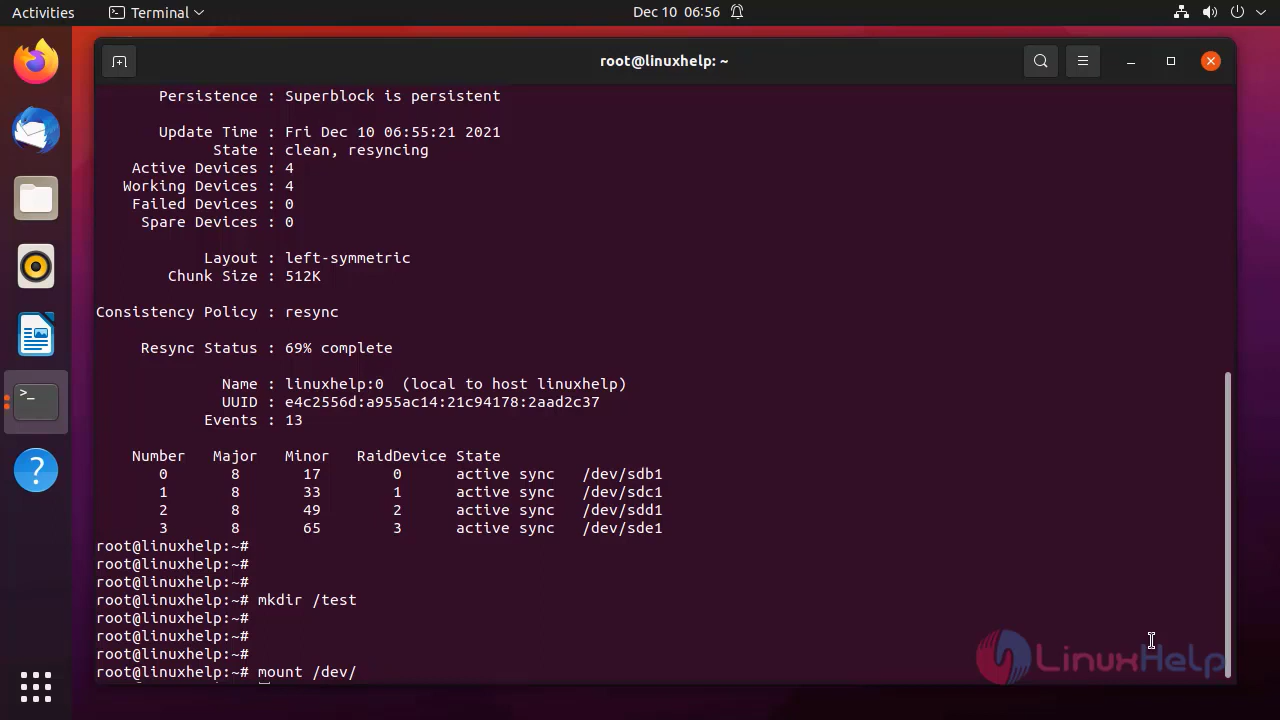 Activities Terminal Dec 10 06:56
root@linuxhelp: ~
Persistence : Superblock is persistent
Update Time : Fri Dec 10 06:55:21 2021
State : clean, resyncing
Active Devices : 4
Working Devices : 4
Failed Devices : 0
Spare Devices : 0
Layout : left-symmetric
Chunk Size : 512K
Consistency Policy : resync
Resync Status : 69% complete
Name : linuxhelp:0 (local to host linuxhelp)
UUID : e4c2556d:a955ac14:21c94178:2aad2c37
Events : 13
Number Major Minor RaidDevice State
0 8 17 0 active sync /dev/sdb1
1 8 33 1 active sync /dev/sdc1
2 8 49 2 active sync /dev/sdd1
3 8 65 3 active sync /dev/sde1
root@linuxhelp:~#
root@linuxhelp:~#
root@linuxhelp:~#
root@linuxhelp:~# mkdir /test
root@linuxhelp:~#
root@linuxhelp:~#
root@linuxhelp:~#
root@linuxhelp:~# mount /dev/
LinuxHelp